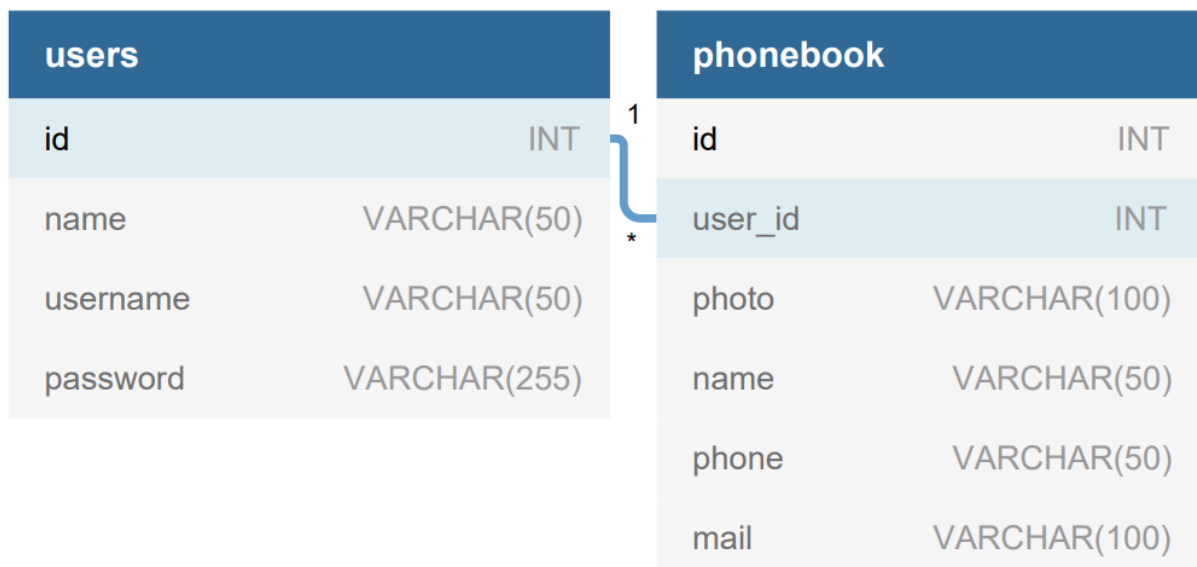 users
id INT
name VARCHAR(50)
username VARCHAR(50)
password VARCHAR(255)
1
*
phonebook
id INT
user_id INT
photo VARCHAR(100)
name VARCHAR(50)
phone VARCHAR(50)
mail VARCHAR(100)